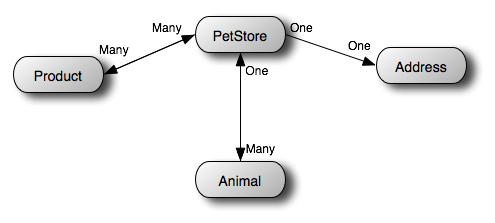 Many
PetStore
One
Many
One
Product
One
Address
Many
Animal